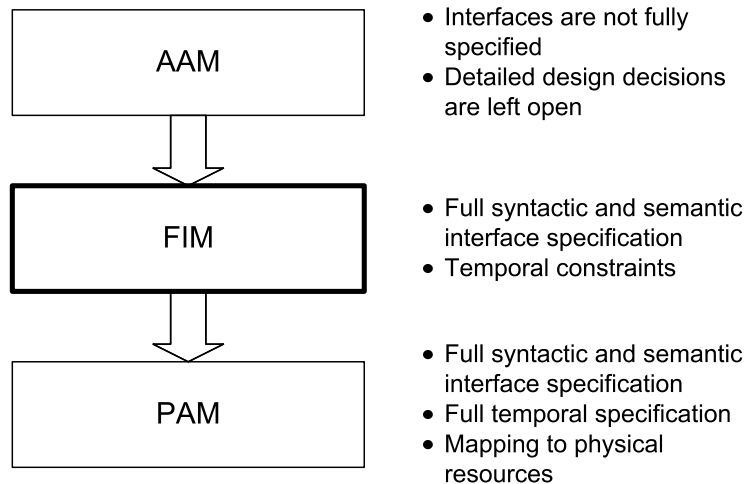 AAM
• Interfaces are not fully
specified
• Detailed design decisions
are left open
FIM
• Full syntactic and semantic
interface specification
• Temporal constraints
PAM
• Full syntactic and semantic
interface specification
• Full temporal specification
• Mapping to physical
resources